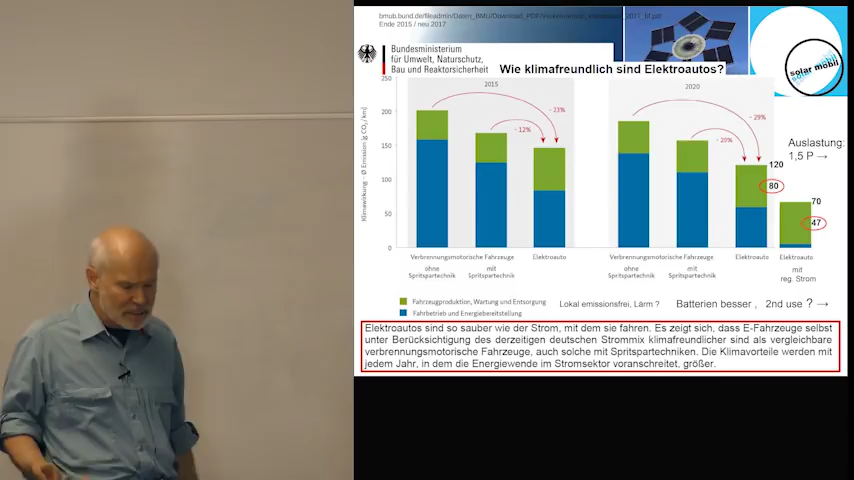 Ende 2015 / neu 2017
Bundesministerium
für Umwelt, Naturschutz,
Bau und Reaktorsicherheit
Wie klimafreundlich sind Elektroautos?
solar mobil
250
200
150
100
50
0
Klimawirkung - Ø Emission [g CO₂/km]
2015
- 23%
- 12%
2020
- 29%
- 20%
Auslastung:
1,5 P →
120
80
70
47
Verbrennungsmotorische Fahrzeuge
ohne Spritspartechnik
mit Spritspartechnik
Elektroauto
Verbrennungsmotorische Fahrzeuge
ohne Spritspartechnik
mit Spritspartechnik
Elektroauto
Elektroauto
mit
reg. Strom
Fahrzeugproduktion, Wartung und Entsorgung
Fahrbetrieb und Energiebereitstellung
Lokal emissionsfrei, Lärm ?
Batterien besser , 2nd use ? →
Elektroautos sind so sauber wie der Strom, mit dem sie fahren. Es zeigt sich, dass E-Fahrzeuge selbst
unter Berücksichtigung des derzeitigen deutschen Strommix klimafreundlicher sind als vergleichbare
verbrennungsmotorische Fahrzeuge, auch solche mit Spritspartechniken. Die Klimavorteile werden mit
jedem Jahr, in dem die Energiewende im Stromsektor voranschreitet, größer.